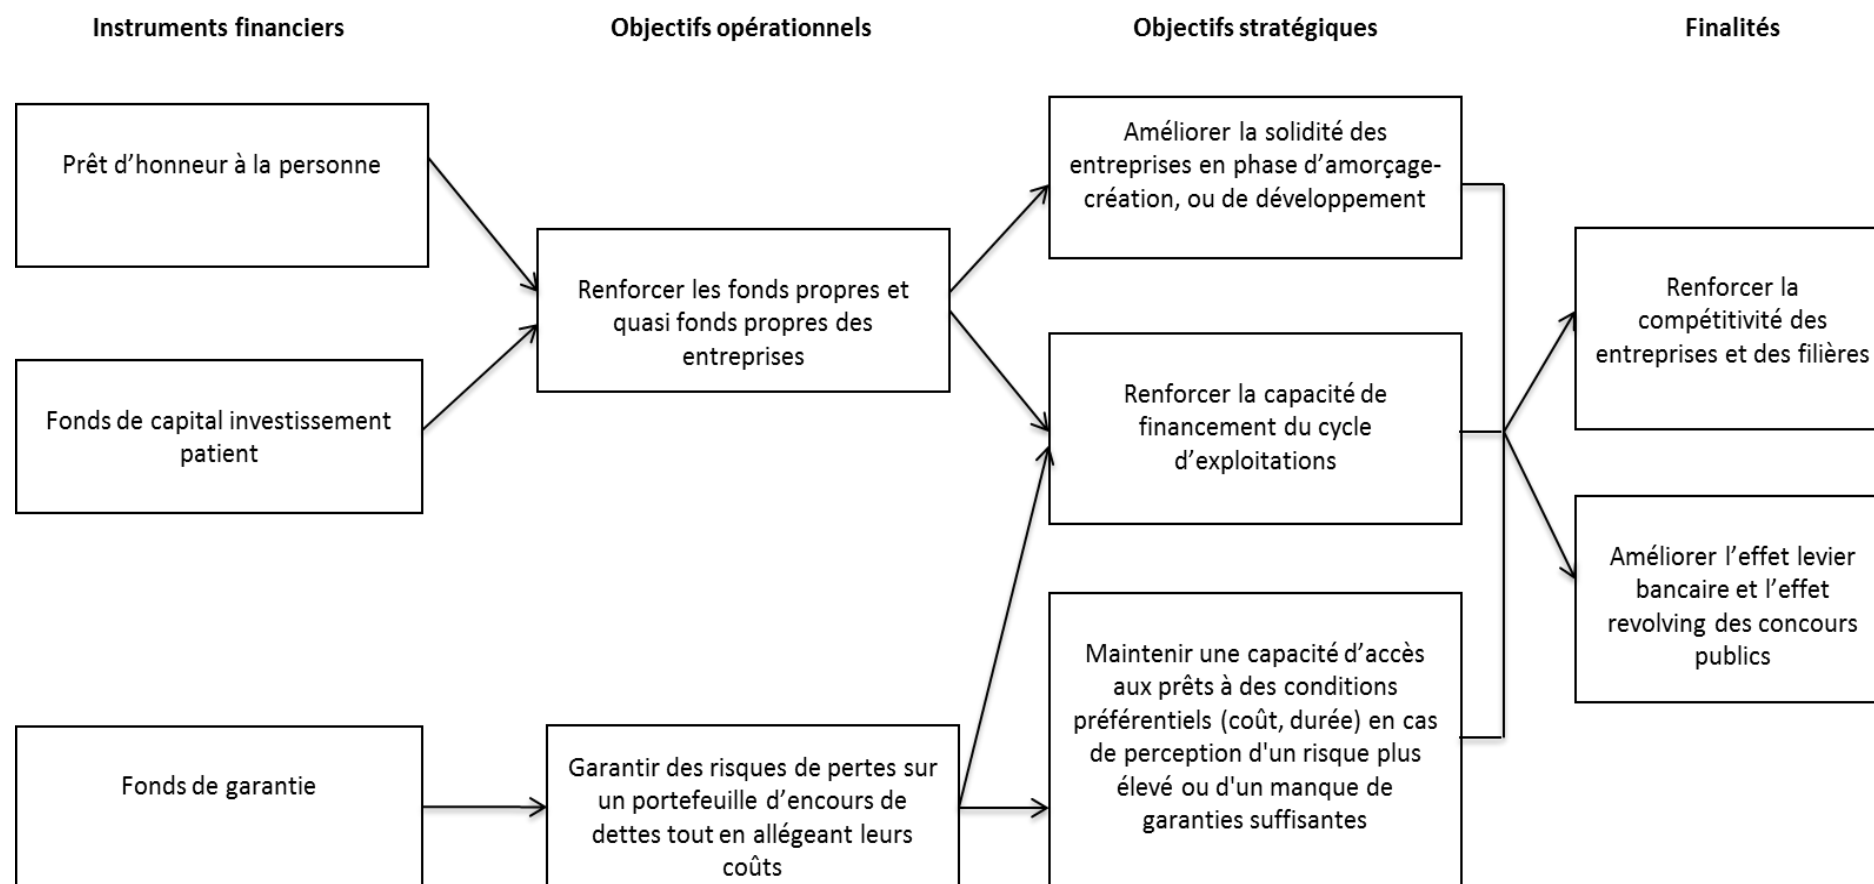 Instruments financiers
Objectifs opérationnels
Objectifs stratégiques
Finalités
Prêt d’honneur à la personne
Fonds de capital investissement
patient
Fonds de garantie
Renforcer les fonds propres et
quasi fonds propres des
entreprises
Garantir des risques de pertes sur
un portefeuille d’encours de
dettes tout en allégeant leurs
coûts
Améliorer la solidité des
entreprises en phase d’amorçage-
création, ou de développement
Renforcer la capacité de
financement du cycle
d’exploitations
Maintenir une capacité d’accès
aux prêts à des conditions
préférentiels (coût, durée) en cas
de perception d'un risque plus
élevé ou d'un manque de
garanties suffisantes
Renforcer la
compétitivité des
entreprises et des filières
Améliorer l’effet levier
bancaire et l’effet
revolving des concours
publics